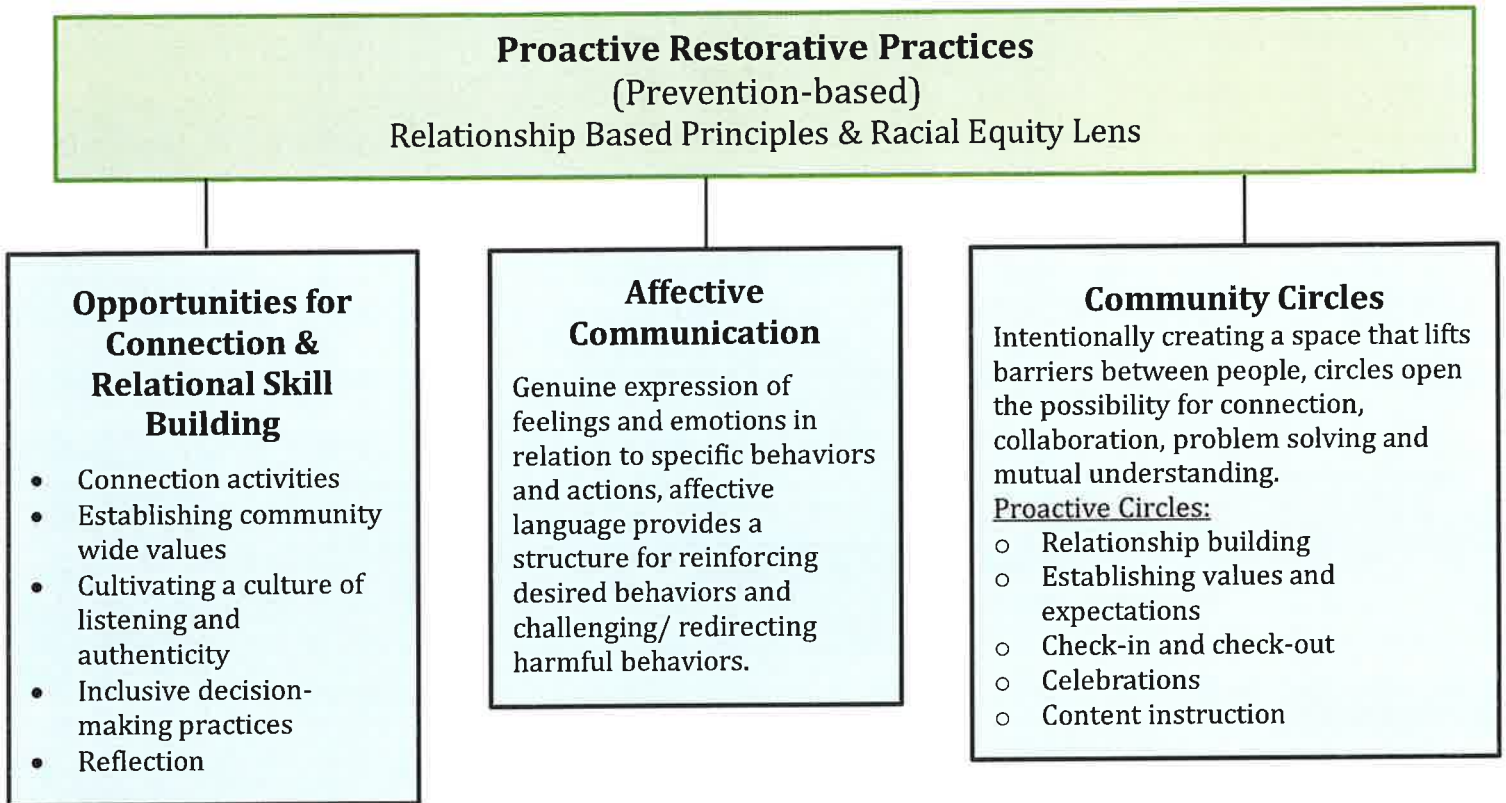 Proactive Restorative Practices
(Prevention-based)
Relationship Based Principles & Racial Equity Lens
Opportunities for
Connection &
Relational Skill
Building
• Connection activities
• Establishing community
wide values
• Cultivating a culture of
listening and
authenticity
• Inclusive decision-
making practices
• Reflection
Affective
Communication
Genuine expression of
feelings and emotions in
relation to specific behaviors
and actions, affective
language provides a
structure for reinforcing
desired behaviors and
challenging/ redirecting
harmful behaviors.
Community Circles
Intentionally creating a space that lifts
barriers between people, circles open
the possibility for connection,
collaboration, problem solving and
mutual understanding.
Proactive Circles:
o Relationship building
o Establishing values and
expectations
o Check-in and check-out
o Celebrations
o Content instruction